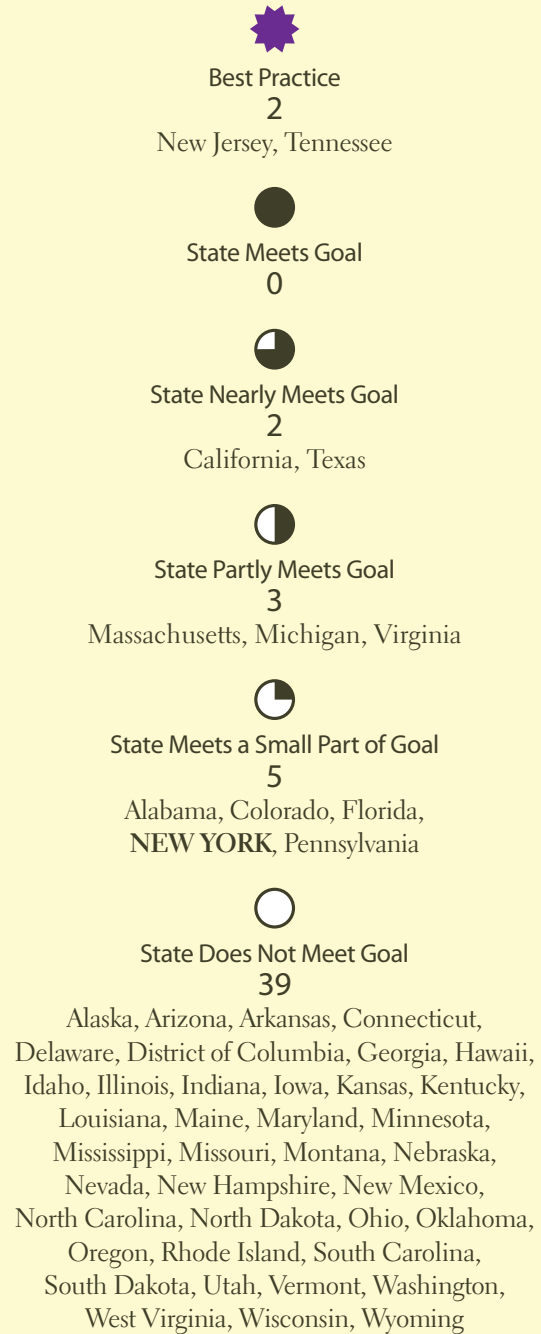 Best Practice
2
New Jersey, Tennessee
State Meets Goal
0
State Nearly Meets Goal
2
California, Texas
State Partly Meets Goal
3
Massachusetts, Michigan, Virginia
State Meets a Small Part of Goal
5
Alabama, Colorado, Florida,
NEW YORK, Pennsylvania
State Does Not Meet Goal
39
Alaska, Arizona, Arkansas, Connecticut,
Delaware, District of Columbia, Georgia, Hawaii,
Idaho, Illinois, Indiana, Iowa, Kansas, Kentucky,
Louisiana, Maine, Maryland, Minnesota,
Mississippi, Missouri, Montana, Nebraska,
Nevada, New Hampshire, New Mexico,
North Carolina, North Dakota, Ohio, Oklahoma,
Oregon, Rhode Island, South Carolina,
South Dakota, Utah, Vermont, Washington,
West Virginia, Wisconsin, Wyoming